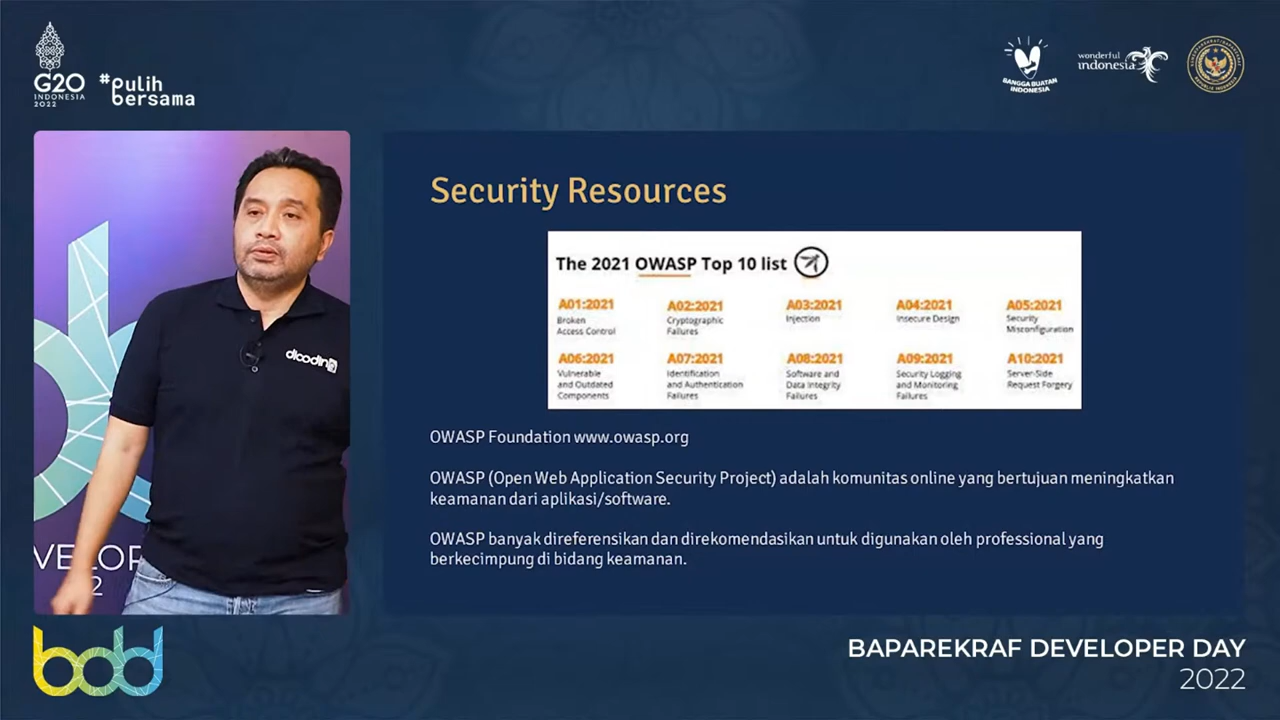 G20
INDONESIA
2022
#pulih
bersama
BANGGA BUATAN
INDONESIA
wonderful
indonesia
Security Resources
The 2021 OWASP Top 10 list
A01:2021
Broken
Access Control
A02:2021
Cryptographic
Failures
A03:2021
Injection
A04:2021
Insecure Design
A05:2021
Security
Misconfiguration
A06:2021
Vulnerable
and Outdated
Components
A07:2021
Identification
and Authentication
Failures
A08:2021
Software and
Data Integrity
Failures
A09:2021
Security Logging
and Monitoring
Failures
A10:2021
Server-Side
Request Forgery
OWASP Foundation www.owasp.org
OWASP (Open Web Application Security Project) adalah komunitas online yang bertujuan meningkatkan
keamanan dari aplikasi/software.
OWASP banyak direferensikan dan direkomendasikan untuk digunakan oleh professional yang
berkecimpung di bidang keamanan.
dicoding
VELOP
2
bdd
BAPAREKRAF DEVELOPER DAY
2022